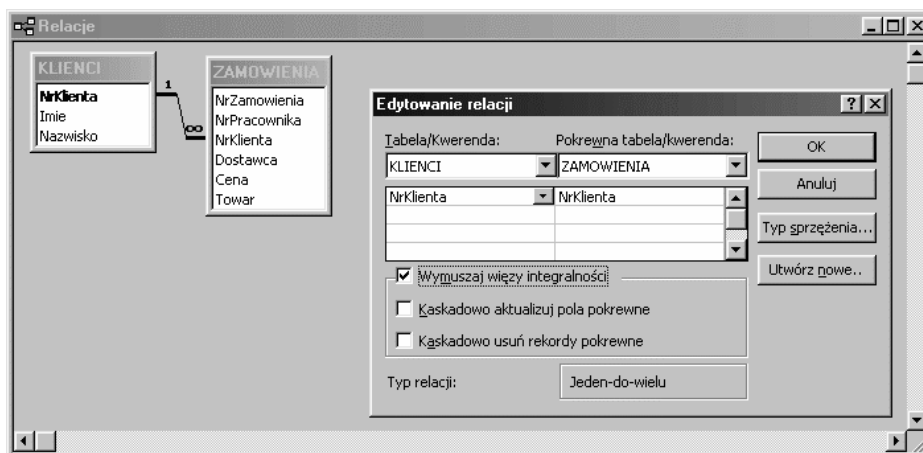 Relacje
KLIENCI
NrKlienta
Imie
Nazwisko
1
∞
ZAMOWIENIA
NrZamowienia
NrPracownika
NrKlienta
Dostawca
Cena
Towar
Edytowanie relacji
Tabela/Kwerenda: Pokrewna tabela/kwerenda:
KLIENCI ZAMOWIENIA
NrKlienta NrKlienta
Wymuszaj więzy integralności
Kaskadowo aktualizuj pola pokrewne
Kaskadowo usuń rekordy pokrewne
Typ relacji: Jeden-do-wielu
OK
Anuluj
Typ sprzężenia...
Utwórz nowe..